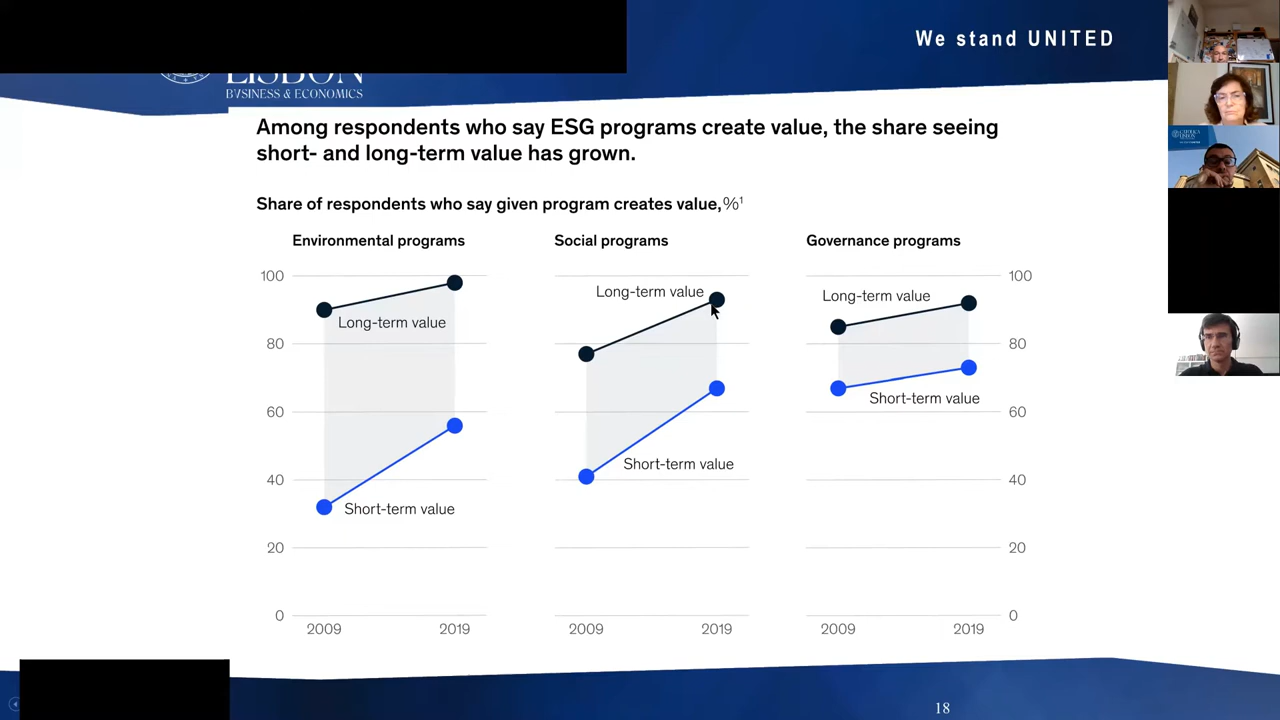 We stand UNITED
LISBON
BVSINESS & ECONOMICS
Among respondents who say ESG programs create value, the share seeing
short- and long-term value has grown.
Share of respondents who say given program creates value,%¹
Environmental programs
Social programs
Governance programs
100
80
60
40
20
0
Long-term value
Short-term value
2009
2019
Long-term value
Short-term value
2009
2019
Long-term value
Short-term value
2009
2019
100
80
60
40
20
0
18